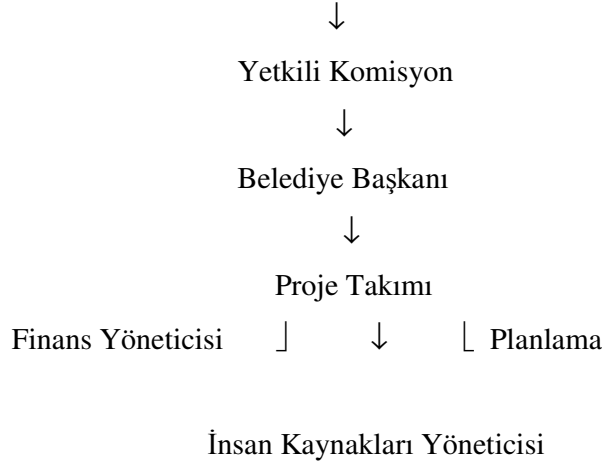 ↓
Yetkili Komisyon
↓
Belediye Başkanı
↓
Proje Takımı
Finans Yöneticisi ⌋ ↓ ⌊ Planlama
İnsan Kaynakları Yöneticisi